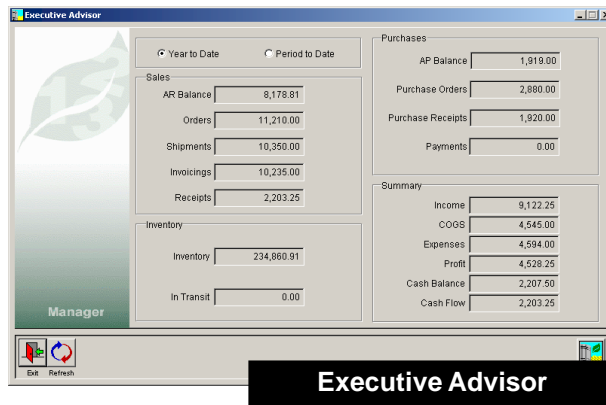 Executive Advisor
Year to Date
Period to Date
Sales
AR Balance 8,178.81
Orders 11,210.00
Shipments 10,350.00
Invoicings 10,235.00
Receipts 2,203.25
Inventory
Inventory 234,860.91
In Transit 0.00
Purchases
AP Balance 1,919.00
Purchase Orders 2,880.00
Purchase Receipts 1,920.00
Payments 0.00
Summary
Income 9,122.25
COGS 4,545.00
Expenses 4,594.00
Profit 4,528.25
Cash Balance 2,207.50
Cash Flow 2,203.25
Manager
Exit Refresh
Executive Advisor